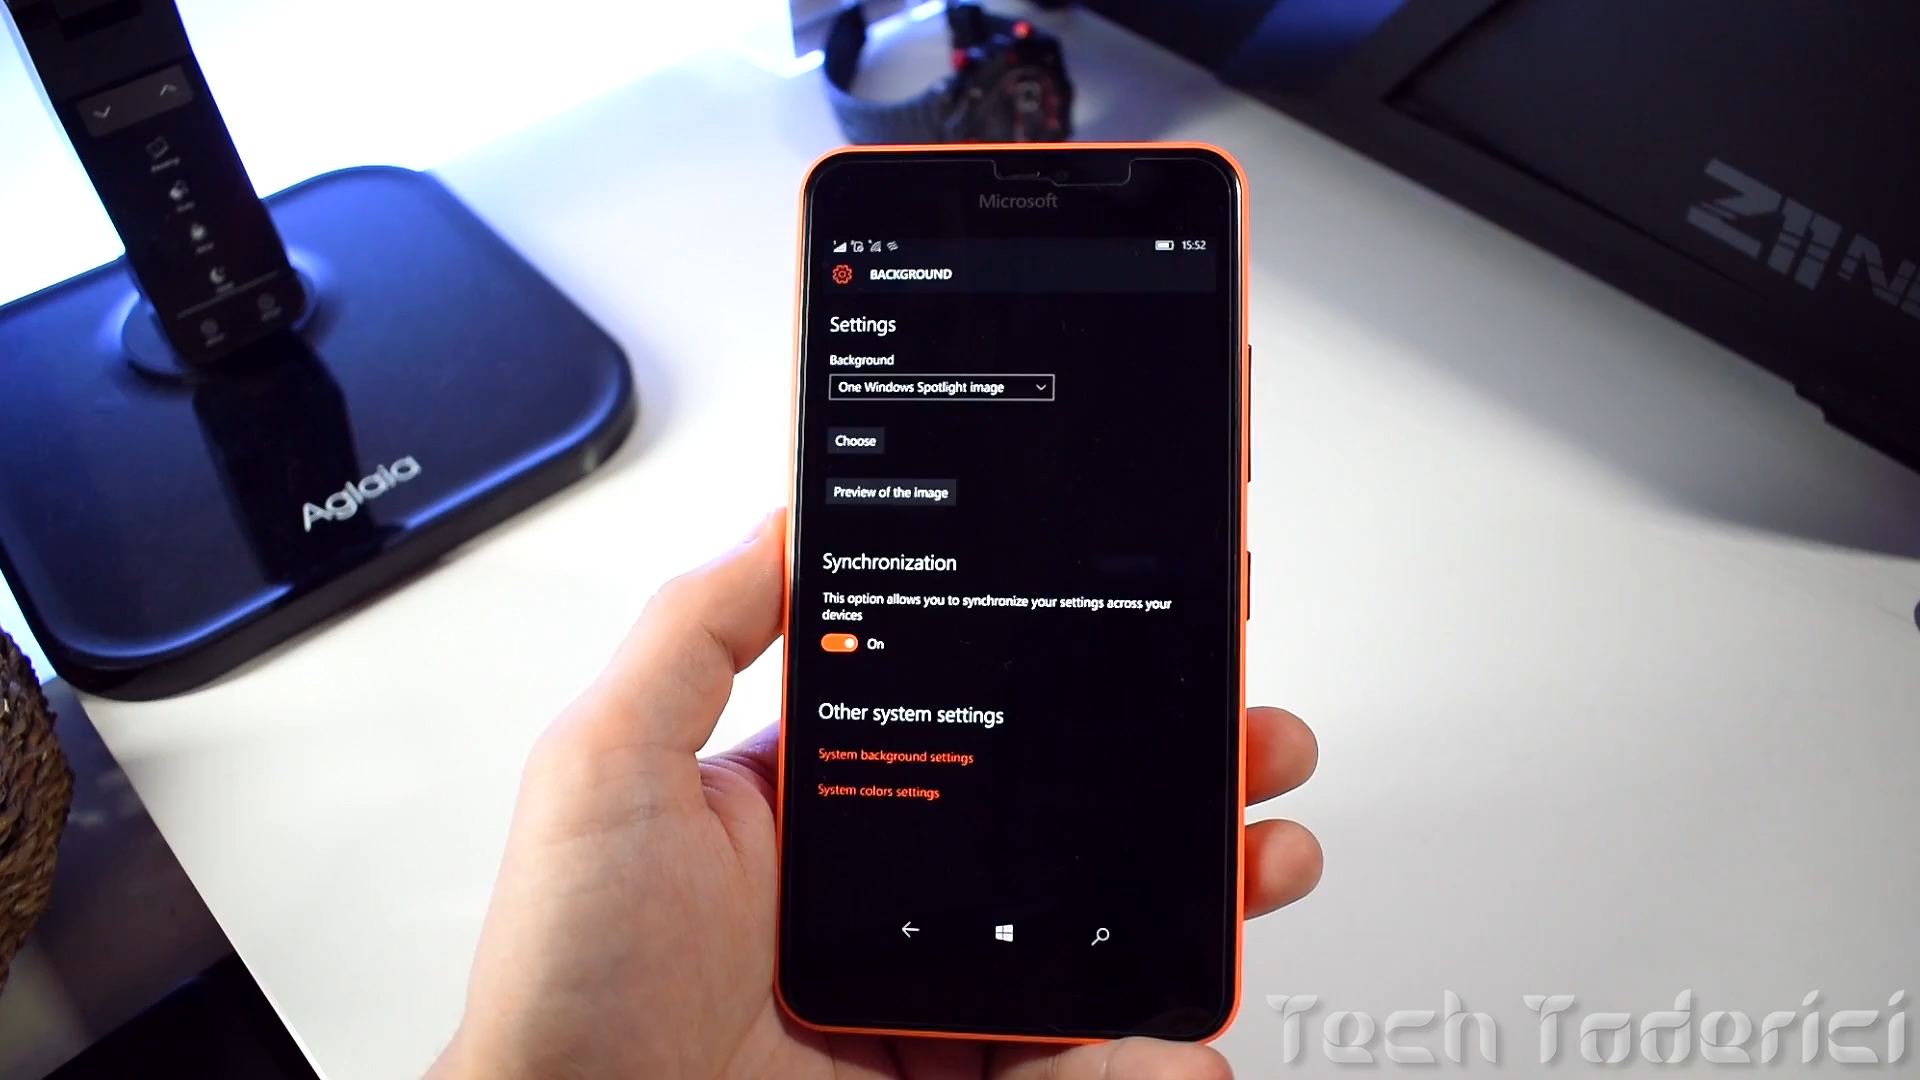 Microsoft
15:52
BACKGROUND
Settings
Background
One Windows Spotlight image
Choose
Preview of the image
Synchronization
This option allows you to synchronize your settings across your
devices
On
Other system settings
System background settings
System colors settings
Aglaia
Tech Toderici